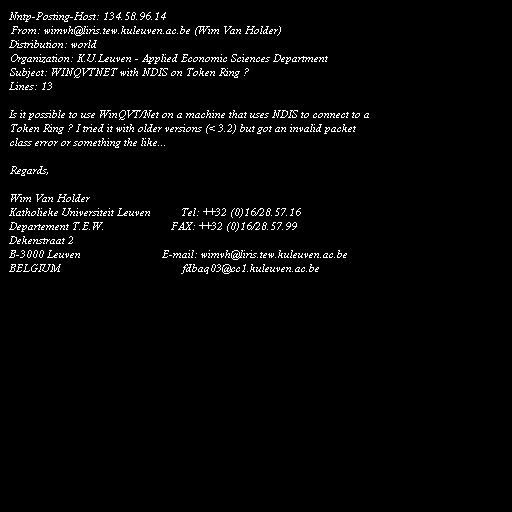 Nntp-Posting-Host: 134.58.96.14
From: wimvh@liris.tew.kuleuven.ac.be (Wim Van Holder)
Distribution: world
Organization: K.U.Leuven - Applied Economic Sciences Department
Subject: WINQVTNET with NDIS on Token Ring ?
Lines: 13

Is it possible to use WinQVT/Net on a machine that uses NDIS to connect to a
Token Ring ? I tried it with older versions (< 3.2) but got an invalid packet
class error or something the like...

Regards,

Wim Van Holder
Katholieke Universiteit Leuven Tel: ++32 (0)16/28.57.16
Departement T.E.W. FAX: ++32 (0)16/28.57.99
Dekenstraat 2
B-3000 Leuven E-mail: wimvh@liris.tew.kuleuven.ac.be
BELGIUM fdbaq03@cc1.kuleuven.ac.be